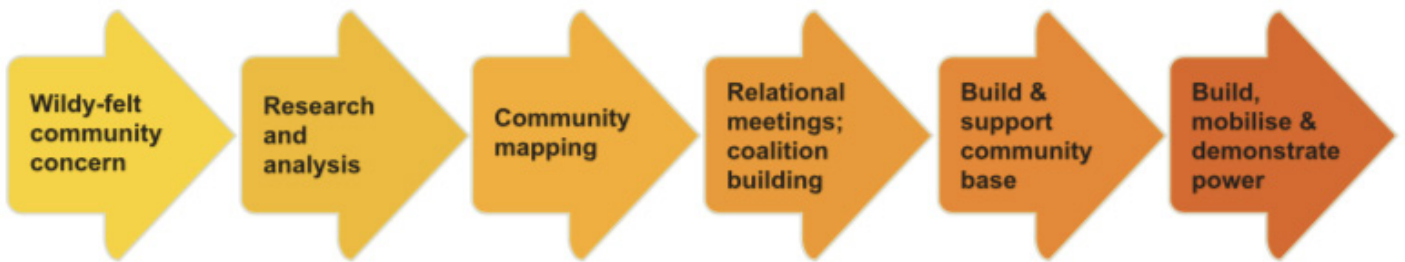 Wildy-felt
community
concern
Research
and
analysis
Community
mapping
Relational
meetings;
coalition
building
Build &
support
community
base
Build,
mobilise &
demonstrate
power